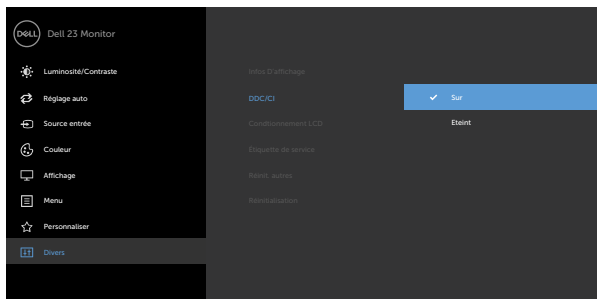 DELL Dell 23 Monitor
Luminosité/Contraste
Infos D'affichage
Réglage auto
DDC/CI
Sur
Source entrée
Conditionnement LCD
Eteint
Couleur
Étiquette de service
Affichage
Réinit. autres
Menu
Réinitialisation
Personnaliser
Divers